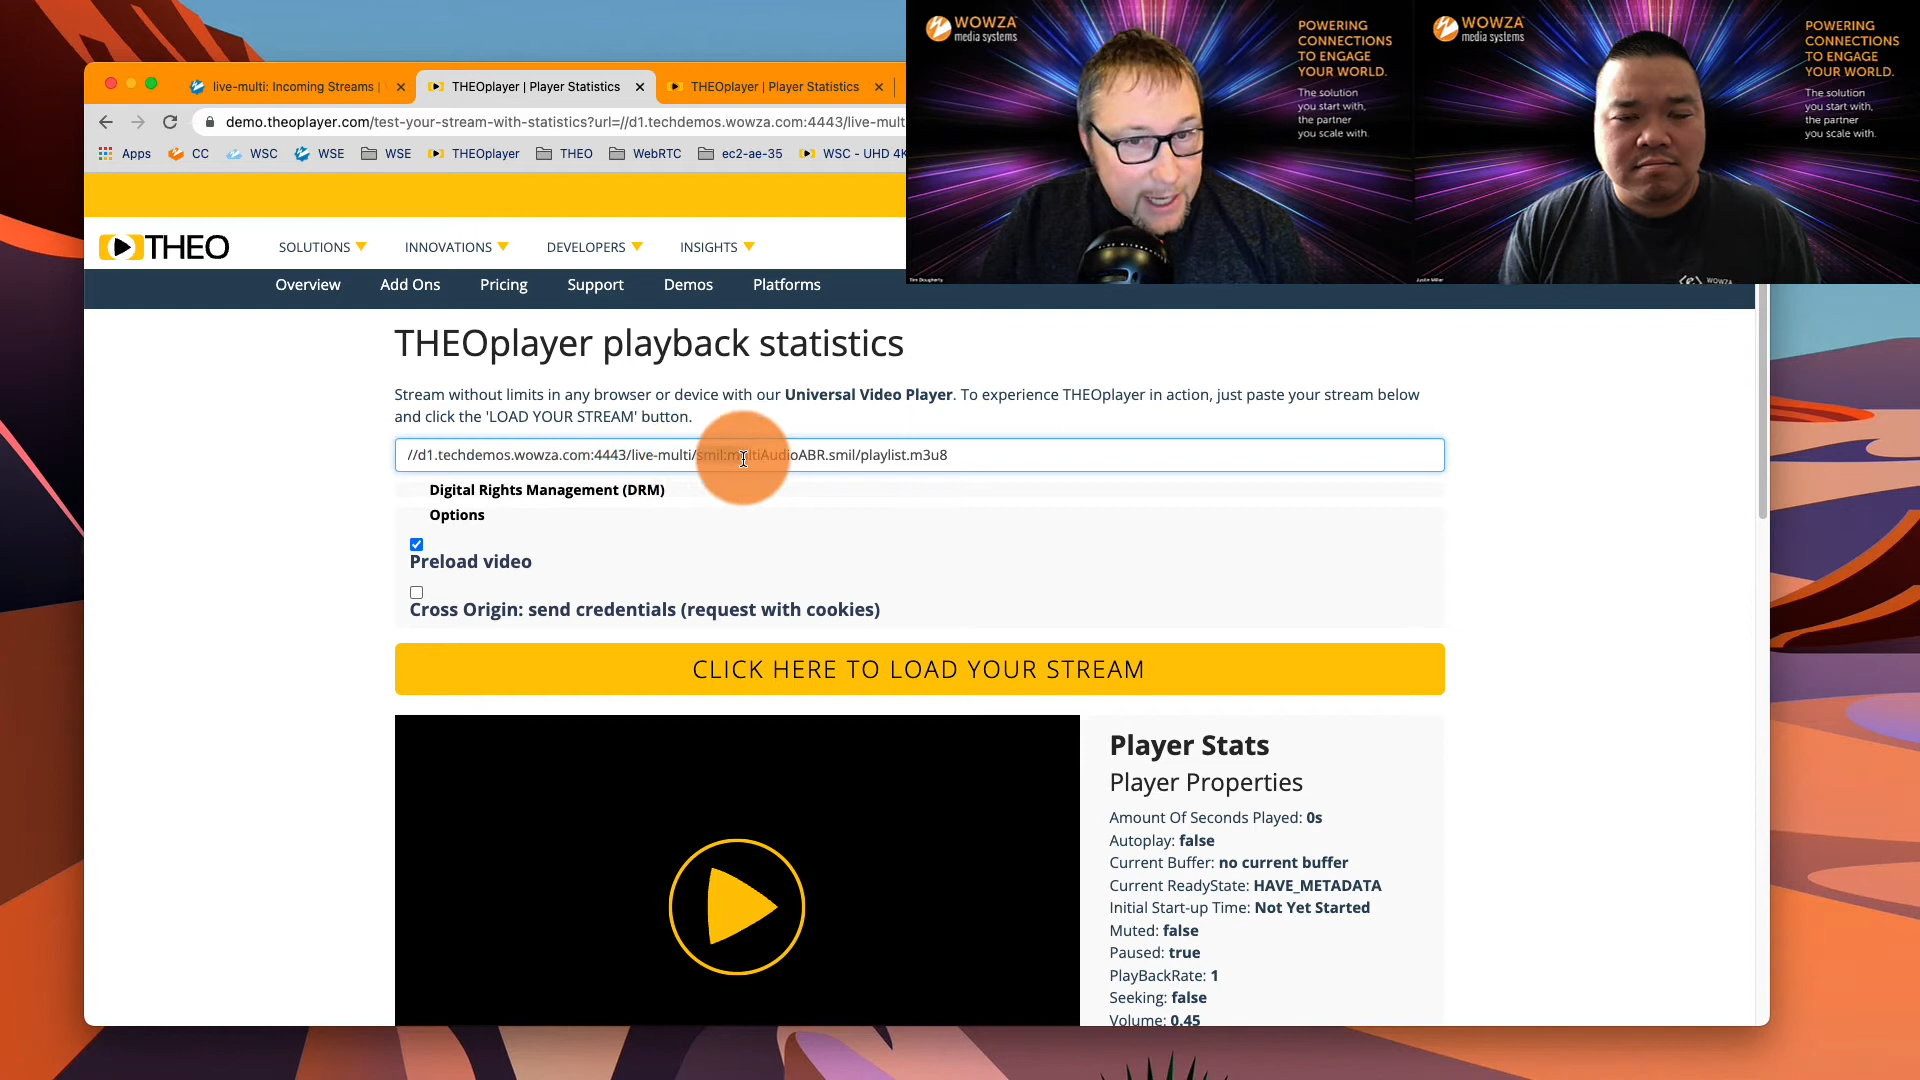 WOWZA
media systems
POWERING
CONNECTIONS
TO ENGAGE
YOUR WORLD.
The solution
you start with,
the partner
you scale with.
Tim Dougherty
WOWZA
media systems
POWERING
CONNECTIONS
TO ENGAGE
YOUR WORLD.
The solution
you start with,
the partner
you scale with.
WOWZA
Justin Miller
live-multi: Incoming Streams |
THEOplayer | Player Statistics
THEOplayer | Player Statistics
demo.theoplayer.com/test-your-stream-with-statistics?url=//d1.techdemos.wowza.com:4443/live-mult
Apps CC WSC WSE WSE THEOplayer THEO WebRTC ec2-ae-35 WSC - UHD 4K
THEO
SOLUTIONS INNOVATIONS DEVELOPERS INSIGHTS
Overview Add Ons Pricing Support Demos Platforms
THEOplayer playback statistics
Stream without limits in any browser or device with our Universal Video Player. To experience THEOplayer in action, just paste your stream below
and click the 'LOAD YOUR STREAM' button.
//d1.techdemos.wowza.com:4443/live-multi/smil:multiAudioABR.smil/playlist.m3u8
Digital Rights Management (DRM)
Options
Preload video
Cross Origin: send credentials (request with cookies)
CLICK HERE TO LOAD YOUR STREAM
Player Stats
Player Properties
Amount Of Seconds Played: 0s
Autoplay: false
Current Buffer: no current buffer
Current ReadyState: HAVE_METADATA
Initial Start-up Time: Not Yet Started
Muted: false
Paused: true
PlayBackRate: 1
Seeking: false
Volume: 0.45